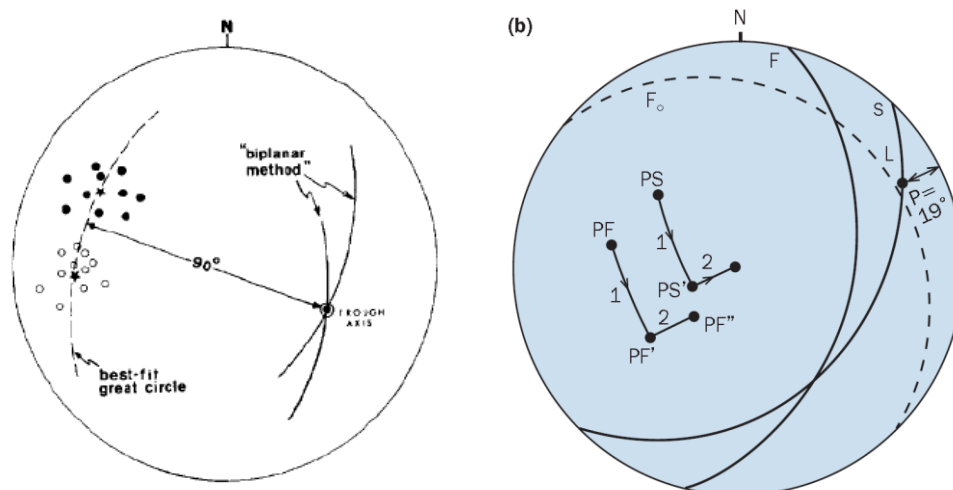 N
"biplanar
method"
90°
TROUGH
AXIS
best-fit
great circle
(b)
N
F
F
S
L
P=
19°
PS
PF
1
2
PS'
1
2
PF"
PF'